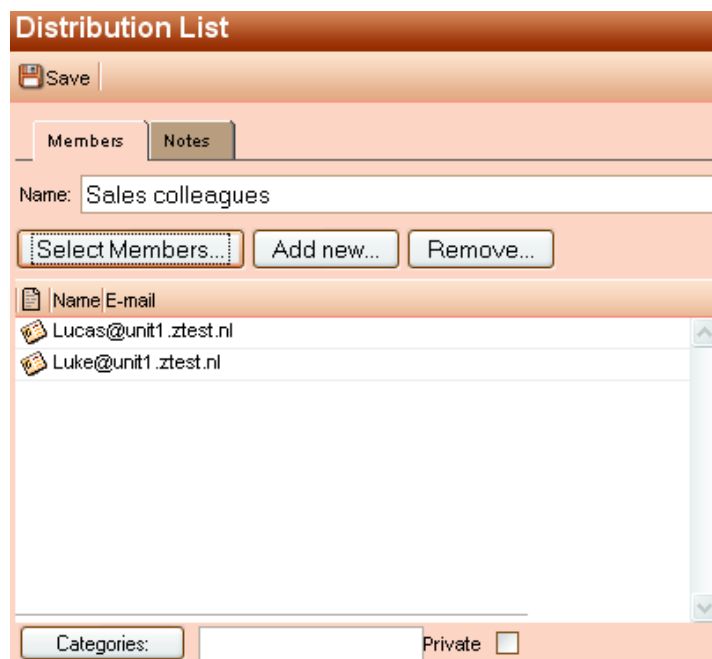 Distribution List
Save
Members Notes
Name: Sales colleagues
Select Members... Add new... Remove...
Name E-mail
Lucas@unit1.ztest.nl
Luke@unit1.ztest.nl
Categories: Private